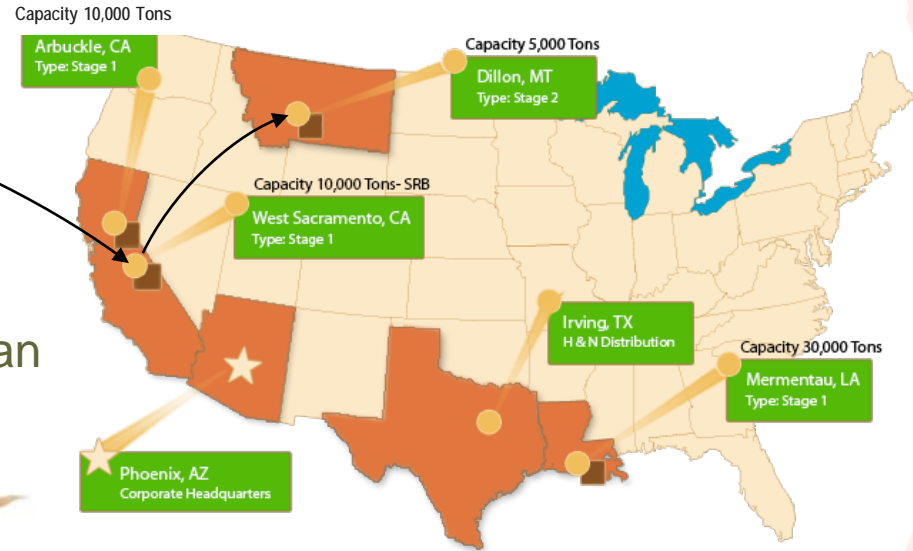 Capacity 10,000 Tons
Arbuckle, CA
Type: Stage 1
Capacity 5,000 Tons
Dillon, MT
Type: Stage 2
Capacity 10,000 Tons- SRB
West Sacramento, CA
Type: Stage 1
an
Irving, TX
H & N Distribution
Capacity 30,000 Tons
Mermentau, LA
Type: Stage 1
Phoenix, AZ
Corporate Headquarters